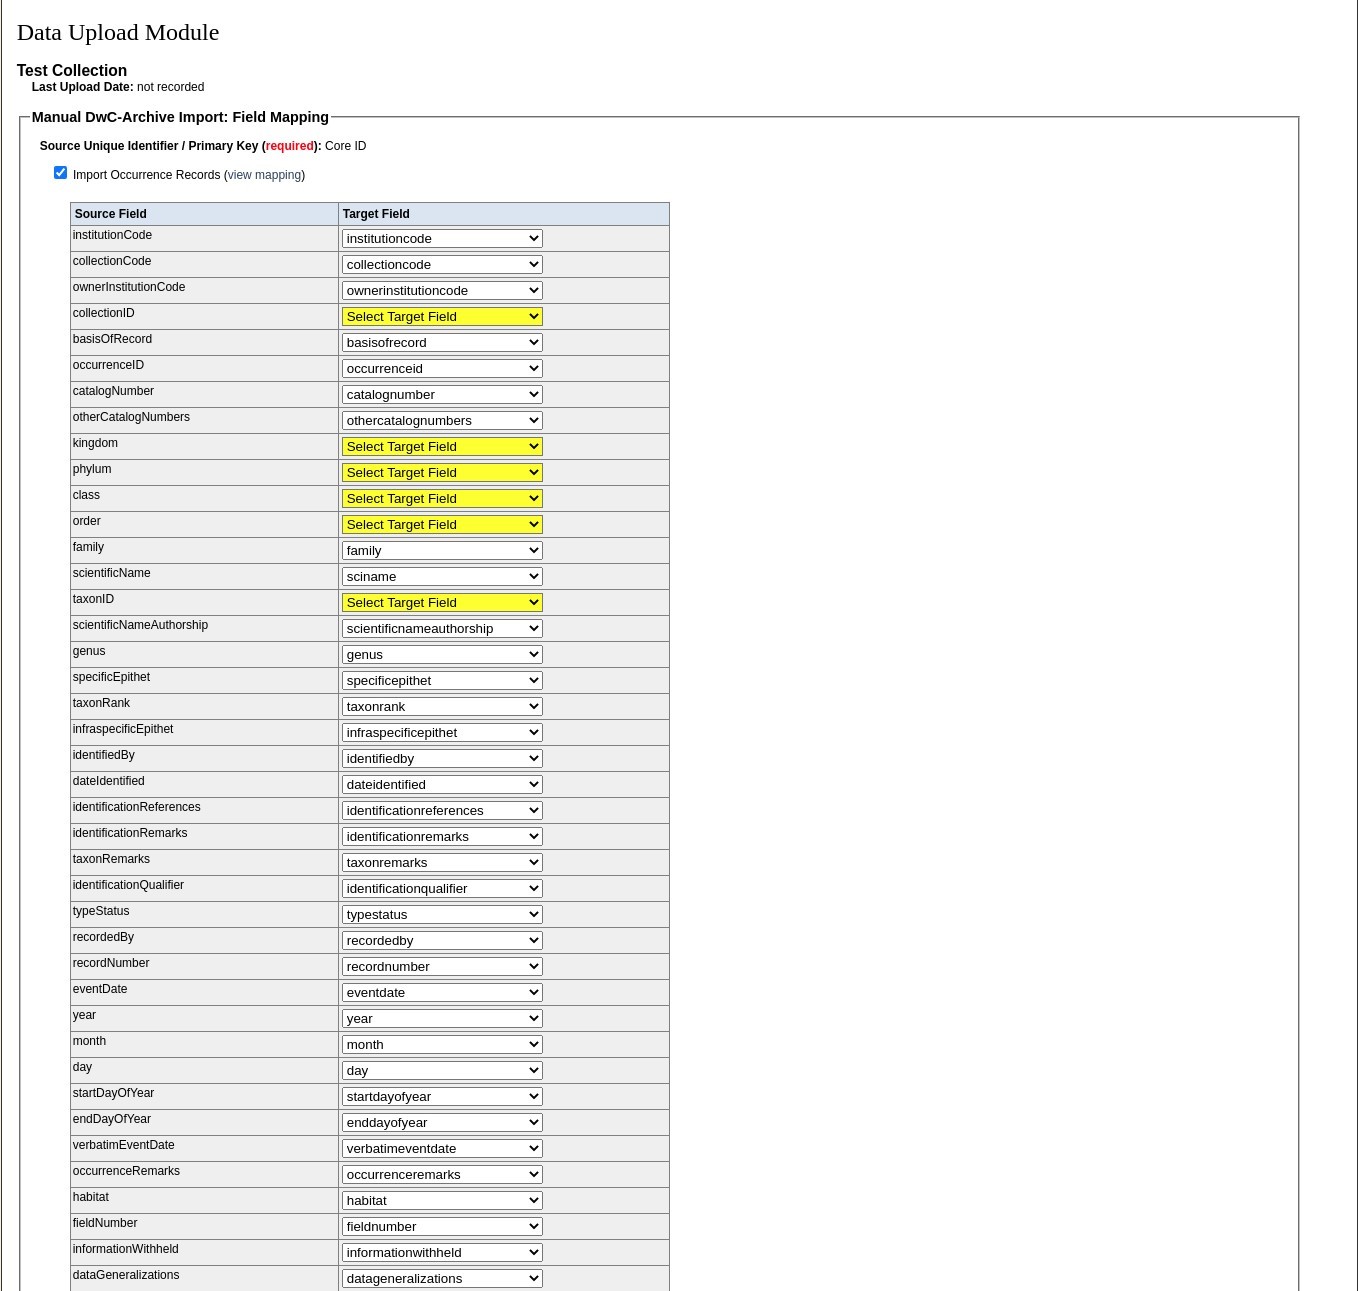 Data Upload Module
Test Collection
Last Upload Date: not recorded
Manual DwC-Archive Import: Field Mapping
Source Unique Identifier / Primary Key (required): Core ID
Import Occurrence Records (view mapping)
Source Field Target Field
institutionCode institutioncode
collectionCode collectioncode
ownerInstitutionCode ownerinstitutioncode
collectionID Select Target Field
basisOfRecord basisofrecord
occurrenceID occurrenceid
catalogNumber catalognumber
otherCatalogNumbers othercatalognumbers
kingdom Select Target Field
phylum Select Target Field
class Select Target Field
order Select Target Field
family family
scientificName sciname
taxonID Select Target Field
scientificNameAuthorship scientificnameauthorship
genus genus
specificEpithet specificepithet
taxonRank taxonrank
infraspecificEpithet infraspecificepithet
identifiedBy identifiedby
dateIdentified dateidentified
identificationReferences identificationreferences
identificationRemarks identificationremarks
taxonRemarks taxonremarks
identificationQualifier identificationqualifier
typeStatus typestatus
recordedBy recordedby
recordNumber recordnumber
eventDate eventdate
year year
month month
day day
startDayOfYear startdayofyear
endDayOfYear enddayofyear
verbatimEventDate verbatimeventdate
occurrenceRemarks occurrenceremarks
habitat habitat
fieldNumber fieldnumber
informationWithheld informationwithheld
dataGeneralizations datageneralizations